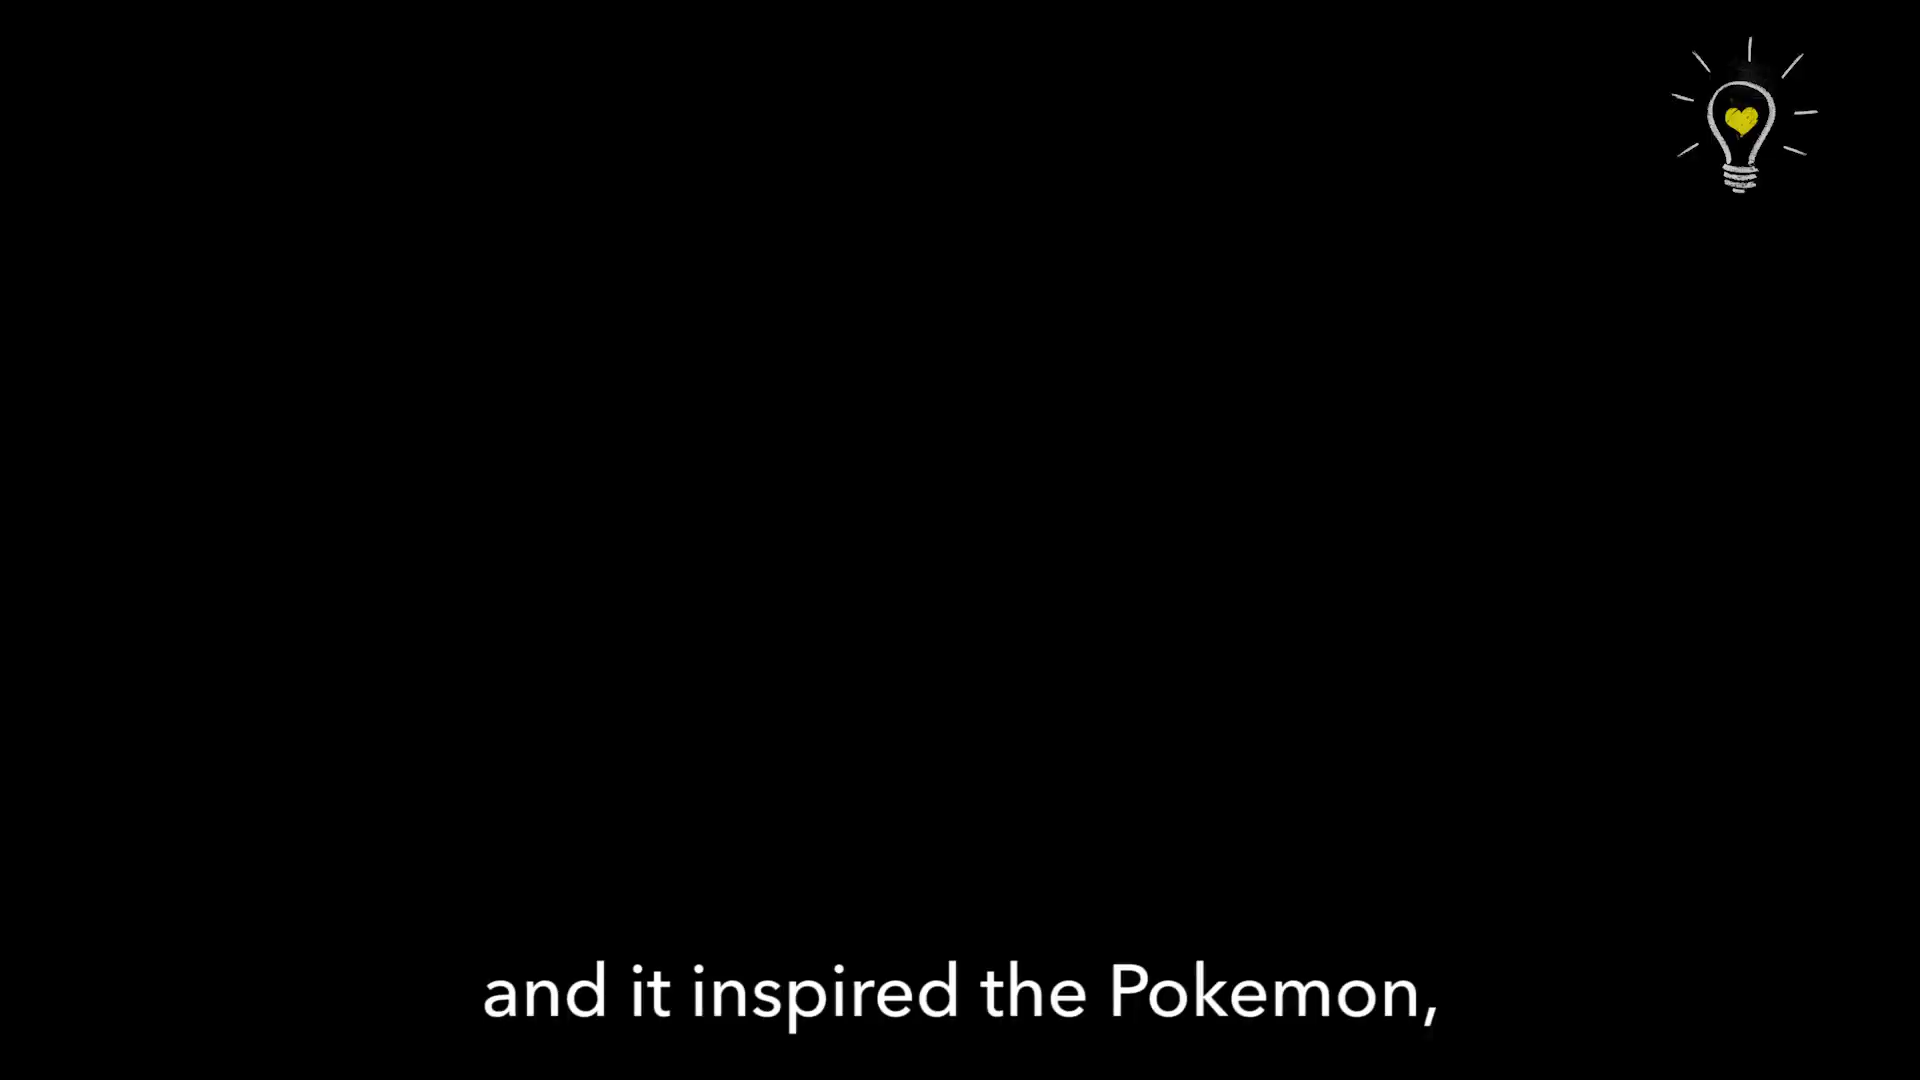 and it inspired the Pokemon,